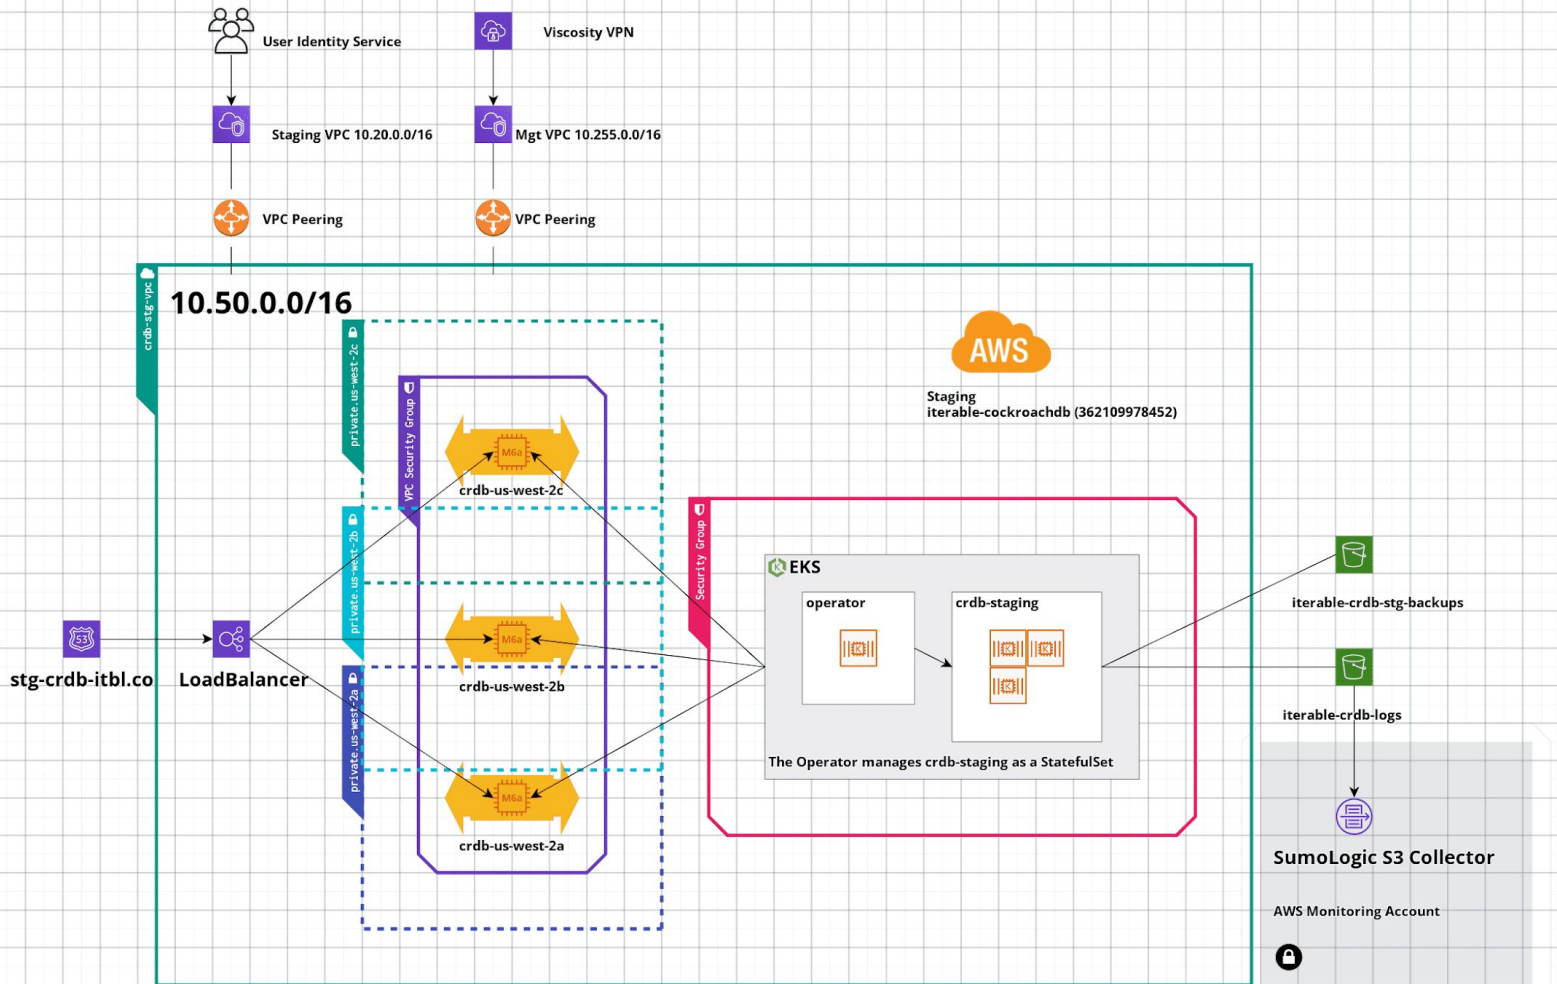 User Identity Service
Viscosity VPN
Staging VPC 10.20.0.0/16
Mgt VPC 10.255.0.0/16
VPC Peering
VPC Peering
crdb-stg-vpc
10.50.0.0/16
private.us-west-2c
AWS
Staging
iterable-cockroachdb (362109978452)
VPC Security Group
M6a
crdb-us-west-2c
private.us-west-2b
Security Group
EKS
operator
crdb-staging
iterable-crdb-stg-backups
53
stg-crdb-itbl.co
LoadBalancer
M6a
crdb-us-west-2b
private.us-west-2a
iterable-crdb-logs
The Operator manages crdb-staging as a StatefulSet
M6a
crdb-us-west-2a
SumoLogic S3 Collector
AWS Monitoring Account